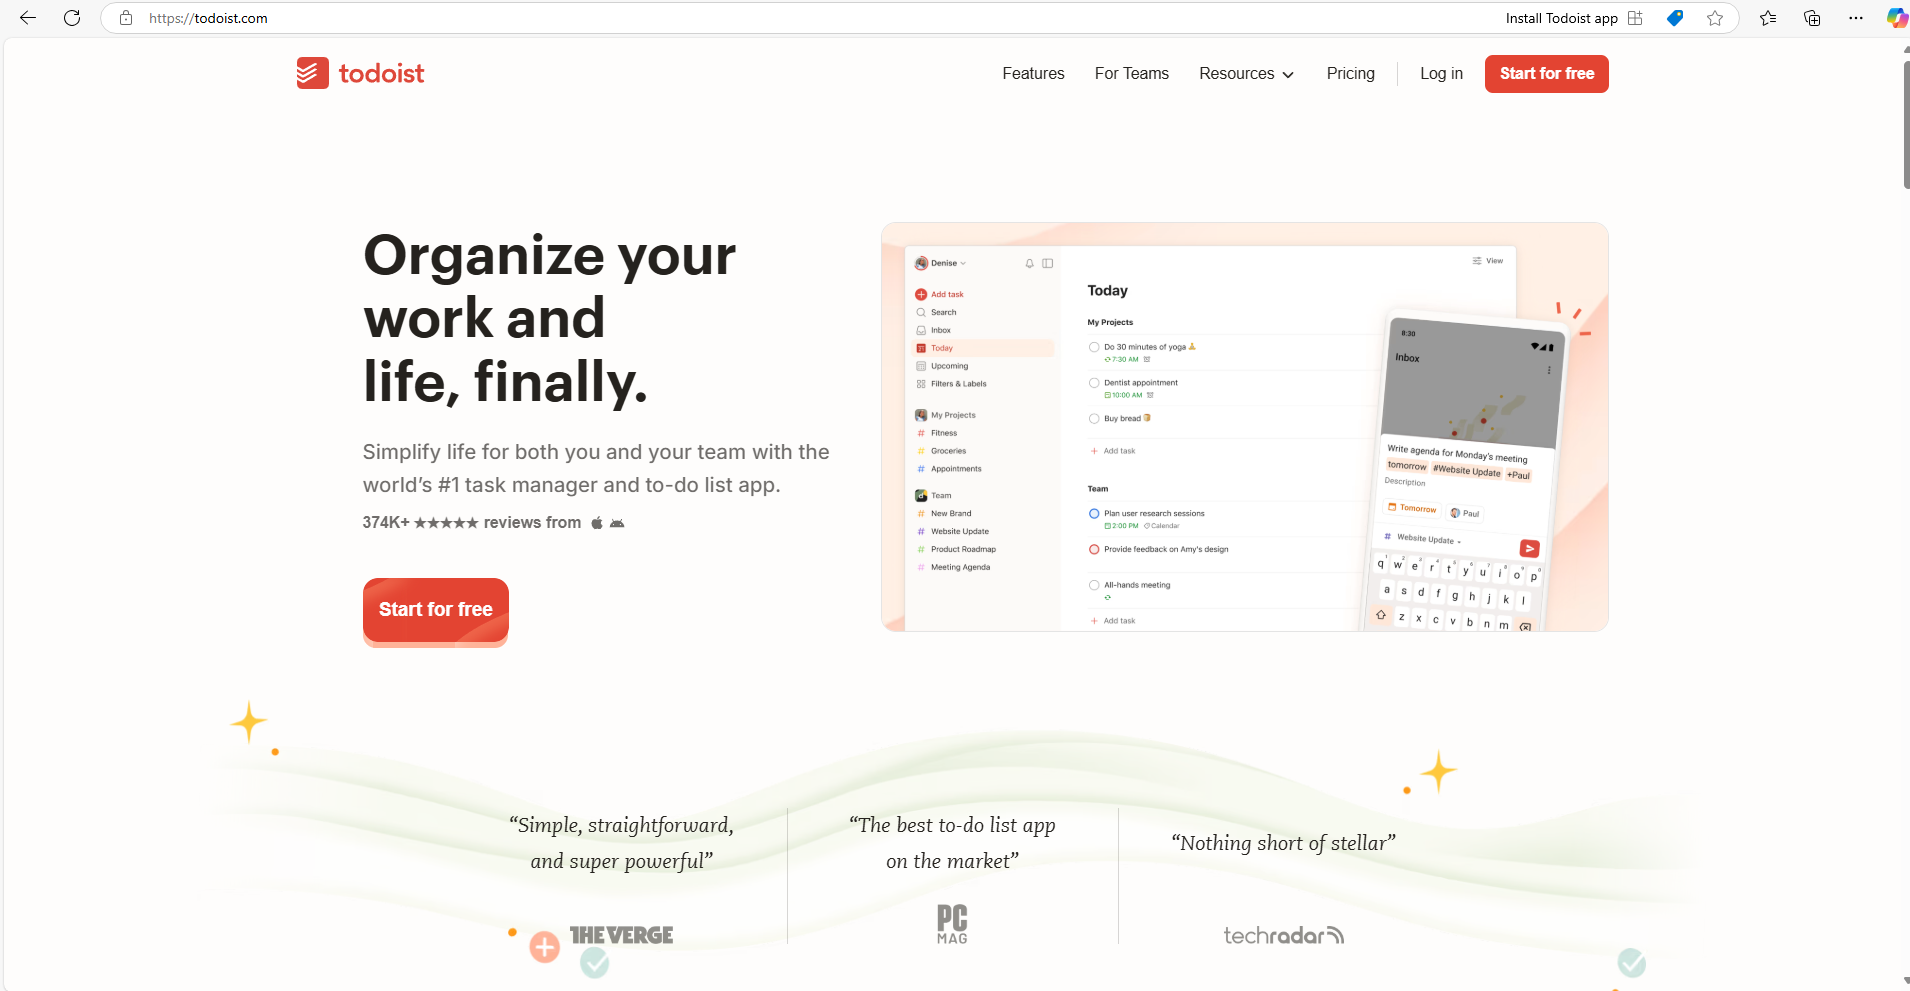 https://todoist.com
Install Todoist app
todoist
Features
For Teams
Resources
Pricing
Log in
Start for free
Organize your
work and
life, finally.
Simplify life for both you and your team with the
world’s #1 task manager and to-do list app.
374K+ ★★★★★ reviews from
Start for free
Denise
Add task
Search
Inbox
Today
Upcoming
Filters & Labels
My Projects
# Fitness
# Groceries
# Appointments
Team
# New Brand
# Website Update
# Product Roadmap
# Meeting Agenda
View
Today
My Projects
Do 30 minutes of yoga
7:30 AM
Dentist appointment
10:00 AM
Buy bread
+ Add task
Team
Plan user research sessions
2:00 PM Calendar
Provide feedback on Amy's design
All-hands meeting
+ Add task
8:30
Inbox
Write agenda for Monday's meeting
tomorrow #Website Update +Paul
Description
Tomorrow Paul
# Website Update
q w e r t y u i o p
a s d f g h j k l
z x c v b n m
“Simple, straightforward,
and super powerful”
THE VERGE
“The best to-do list app
on the market”
PC
MAG
“Nothing short of stellar”
techradar